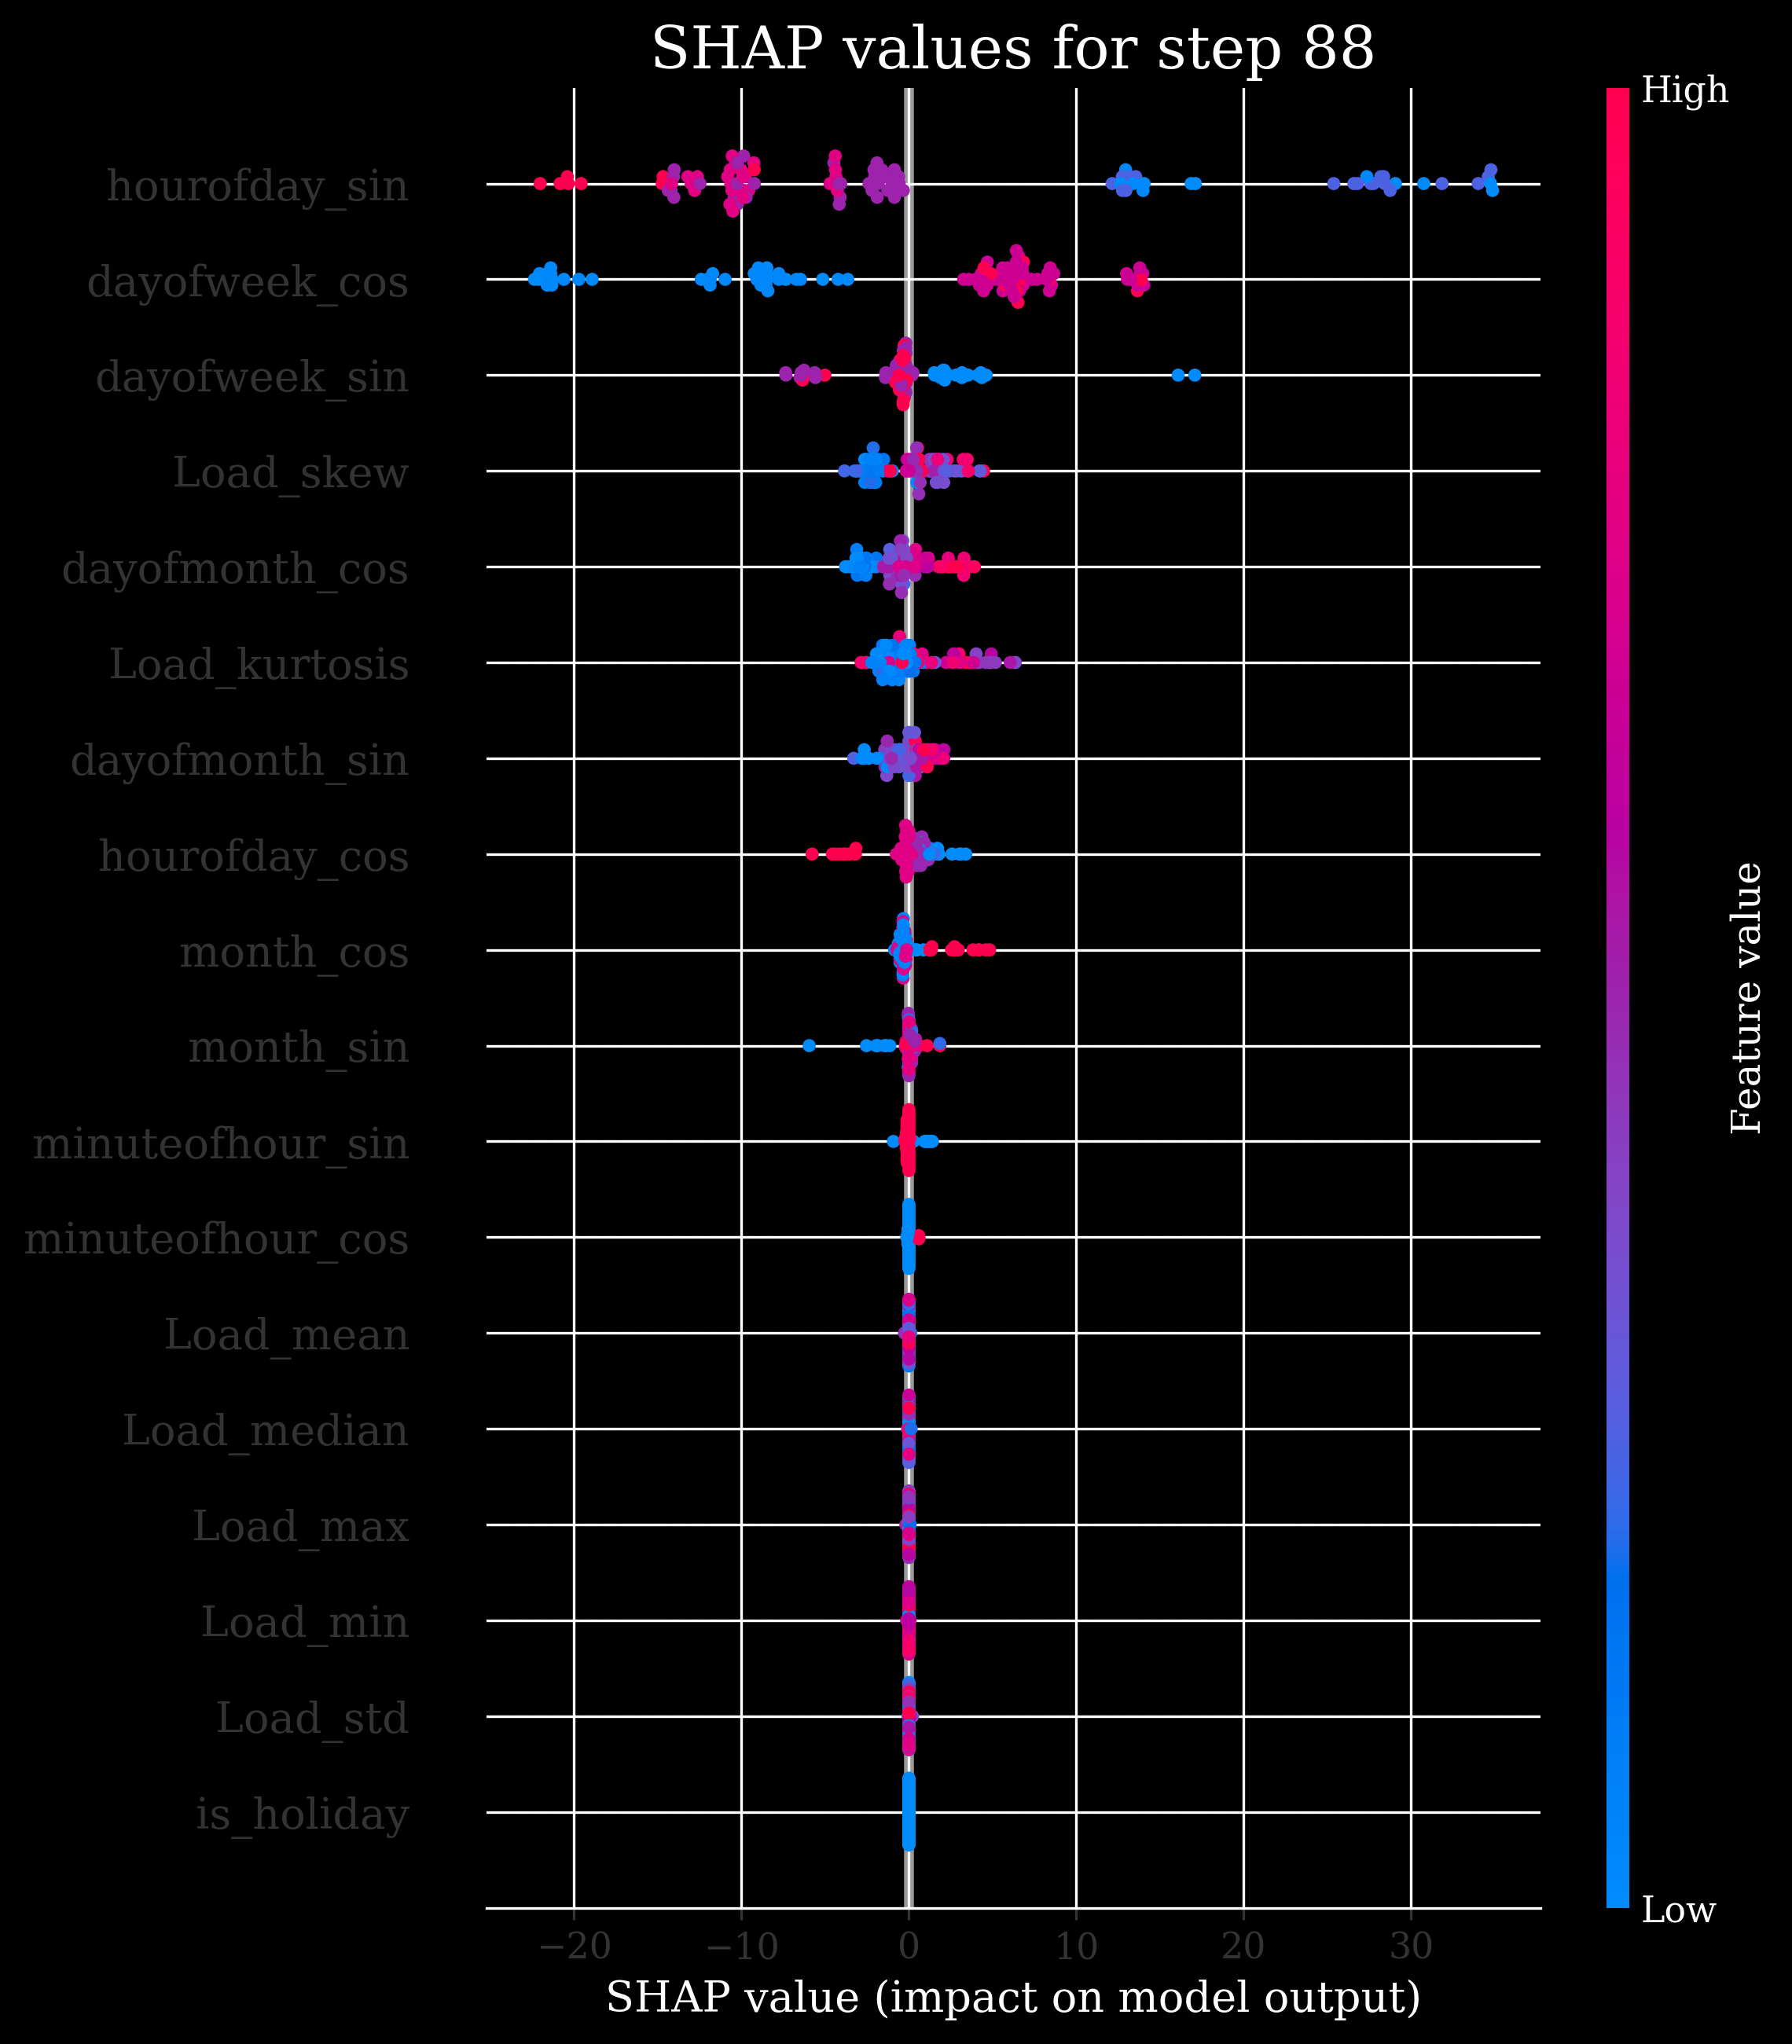 SHAP values for step 88
High
hourofday_sin
dayofweek_cos
dayofweek_sin
Load_skew
dayofmonth_cos
Load_kurtosis
dayofmonth_sin
hourofday_cos
month_cos
month_sin
minuteofhour_sin
minuteofhour_cos
Load_mean
Load_median
Load_max
Load_min
Load_std
is_holiday
Feature value
Low
−20 −10 0 10 20 30
SHAP value (impact on model output)